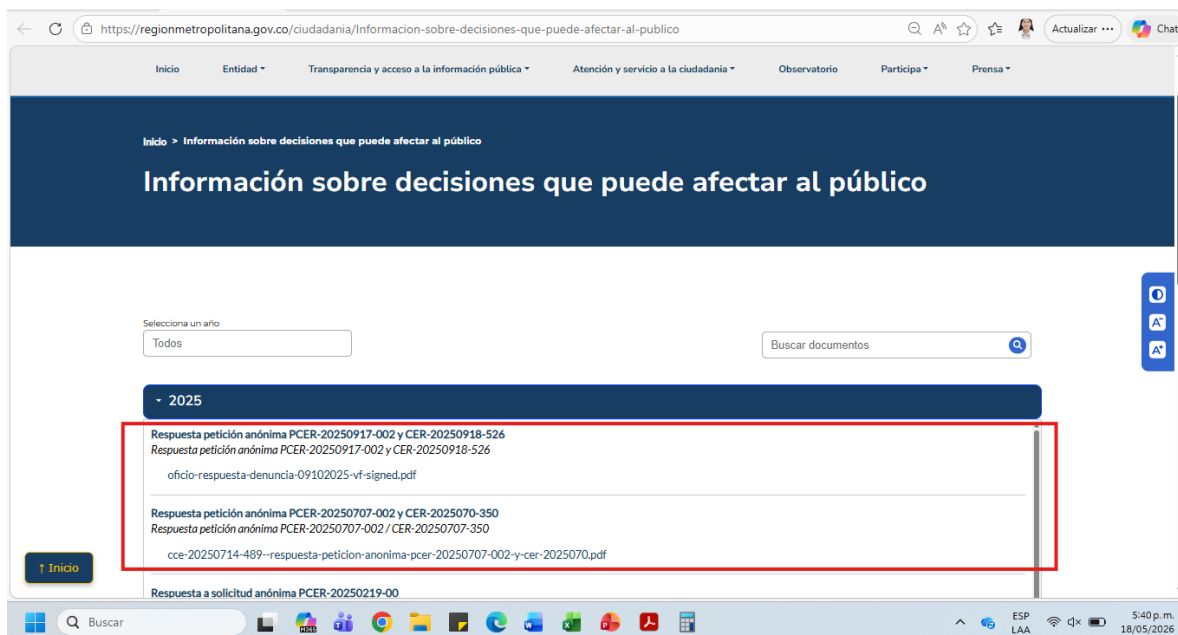 https://regionmetropolitana.gov.co/ciudadania/Informacion-sobre-decisiones-que-puede-afectar-al-publico
Actualizar
Chat
Inicio Entidad Transparencia y acceso a la información pública Atención y servicio a la ciudadania Observatorio Participa Prensa
Inicio > Información sobre decisiones que puede afectar al público
Información sobre decisiones que puede afectar al público
Selecciona un año
Todos
Buscar documentos
2025
Respuesta petición anónima PCER-20250917-002 y CER-20250918-526
Respuesta petición anónima PCER-20250917-002 y CER-20250918-526
oficio-respuesta-denuncia-09102025-vf-signed.pdf
Respuesta petición anónima PCER-20250707-002 y CER-2025070-350
Respuesta petición anónima PCER-20250707-002 / CER-20250707-350
cce-20250714-489--respuesta-peticion-anonima-pcer-20250707-002-y-cer-2025070.pdf
Respuesta a solicitud anónima PCER-20250219-00
↑ Inicio
Buscar
ESP
LAA
5:40 p. m.
18/05/2026